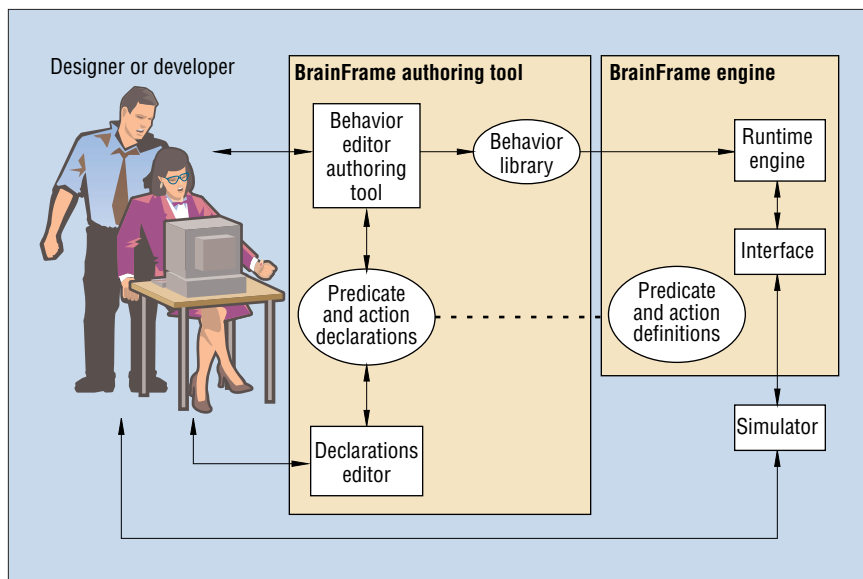 Designer or developer
BrainFrame authoring tool
BrainFrame engine
Behavior
editor
authoring
tool
Behavior
library
Runtime
engine
Interface
Predicate
and action
declarations
Predicate
and action
definitions
Declarations
editor
Simulator